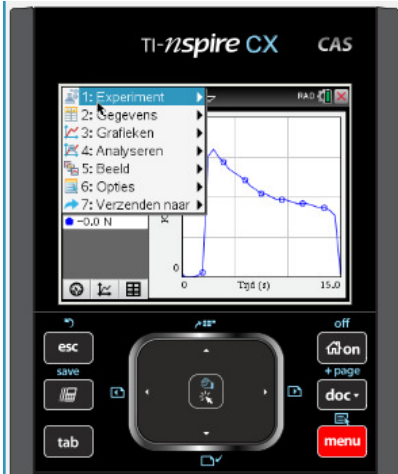 TI-nspire CX CAS
1: Experiment
RAD
2: Gegevens
3: Grafieken
4: Analyseren
5: Beeld
6: Opties
7: Verzenden naar
-0.0 N
K
0
0 Tijd (s) 15.0
off
esc
on
save
+ page
doc
tab
menu